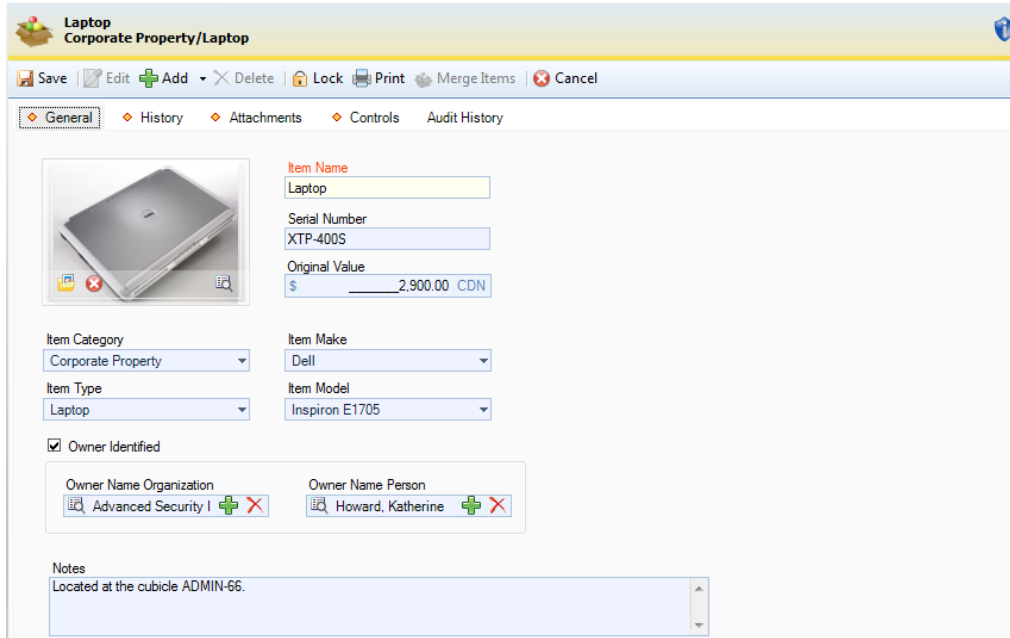 Laptop
Corporate Property/Laptop
Save Edit Add Delete Lock Print Merge Items Cancel
General History Attachments Controls Audit History
Item Name
Laptop
Serial Number
XTP-400S
Original Value
$ _______2,900.00 CDN
Item Category Item Make
Corporate Property Dell
Item Type Item Model
Laptop Inspiron E1705
Owner Identified
Owner Name Organization Owner Name Person
Advanced Security I Howard, Katherine
Notes
Located at the cubicle ADMIN-66.